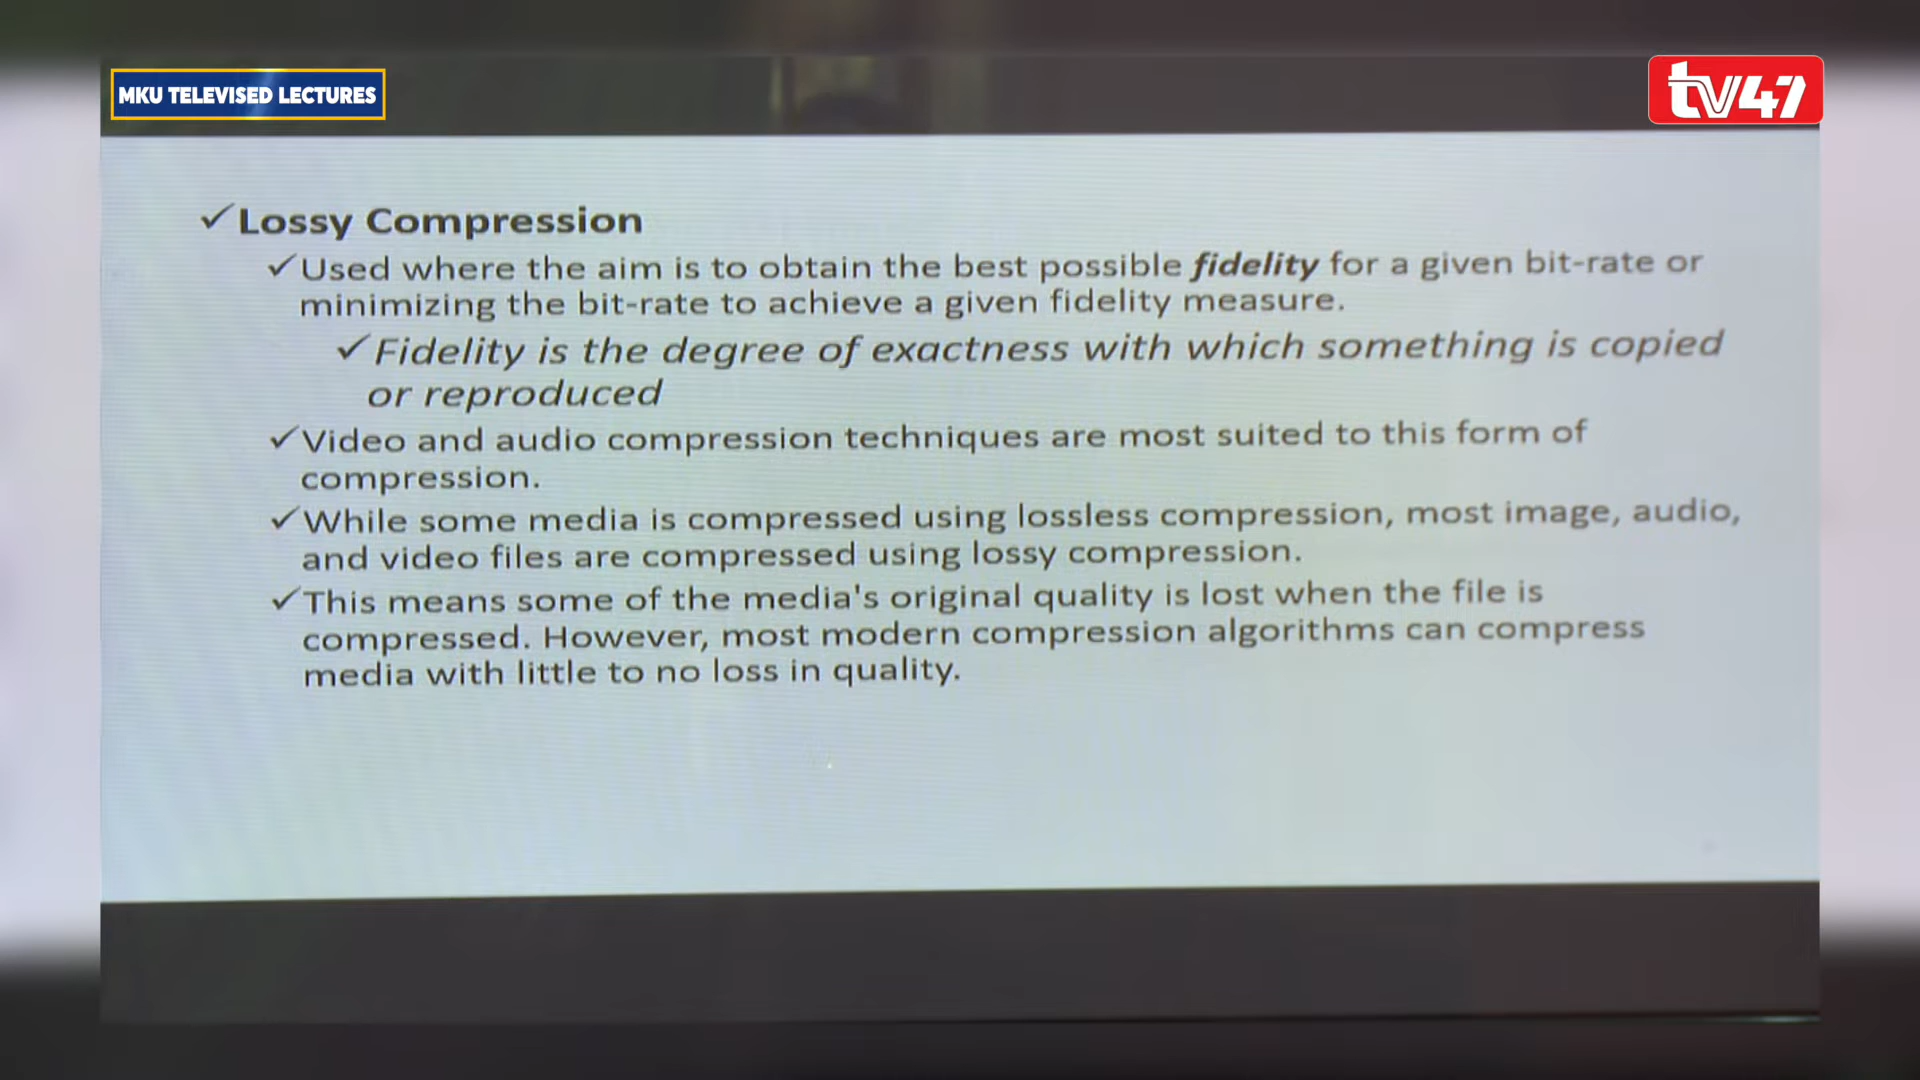 MKU TELEVISED LECTURES
tv47
✓Lossy Compression
✓Used where the aim is to obtain the best possible fidelity for a given bit-rate or
minimizing the bit-rate to achieve a given fidelity measure.
✓Fidelity is the degree of exactness with which something is copied
or reproduced
✓Video and audio compression techniques are most suited to this form of
compression.
✓While some media is compressed using lossless compression, most image, audio,
and video files are compressed using lossy compression.
✓This means some of the media's original quality is lost when the file is
compressed. However, most modern compression algorithms can compress
media with little to no loss in quality.